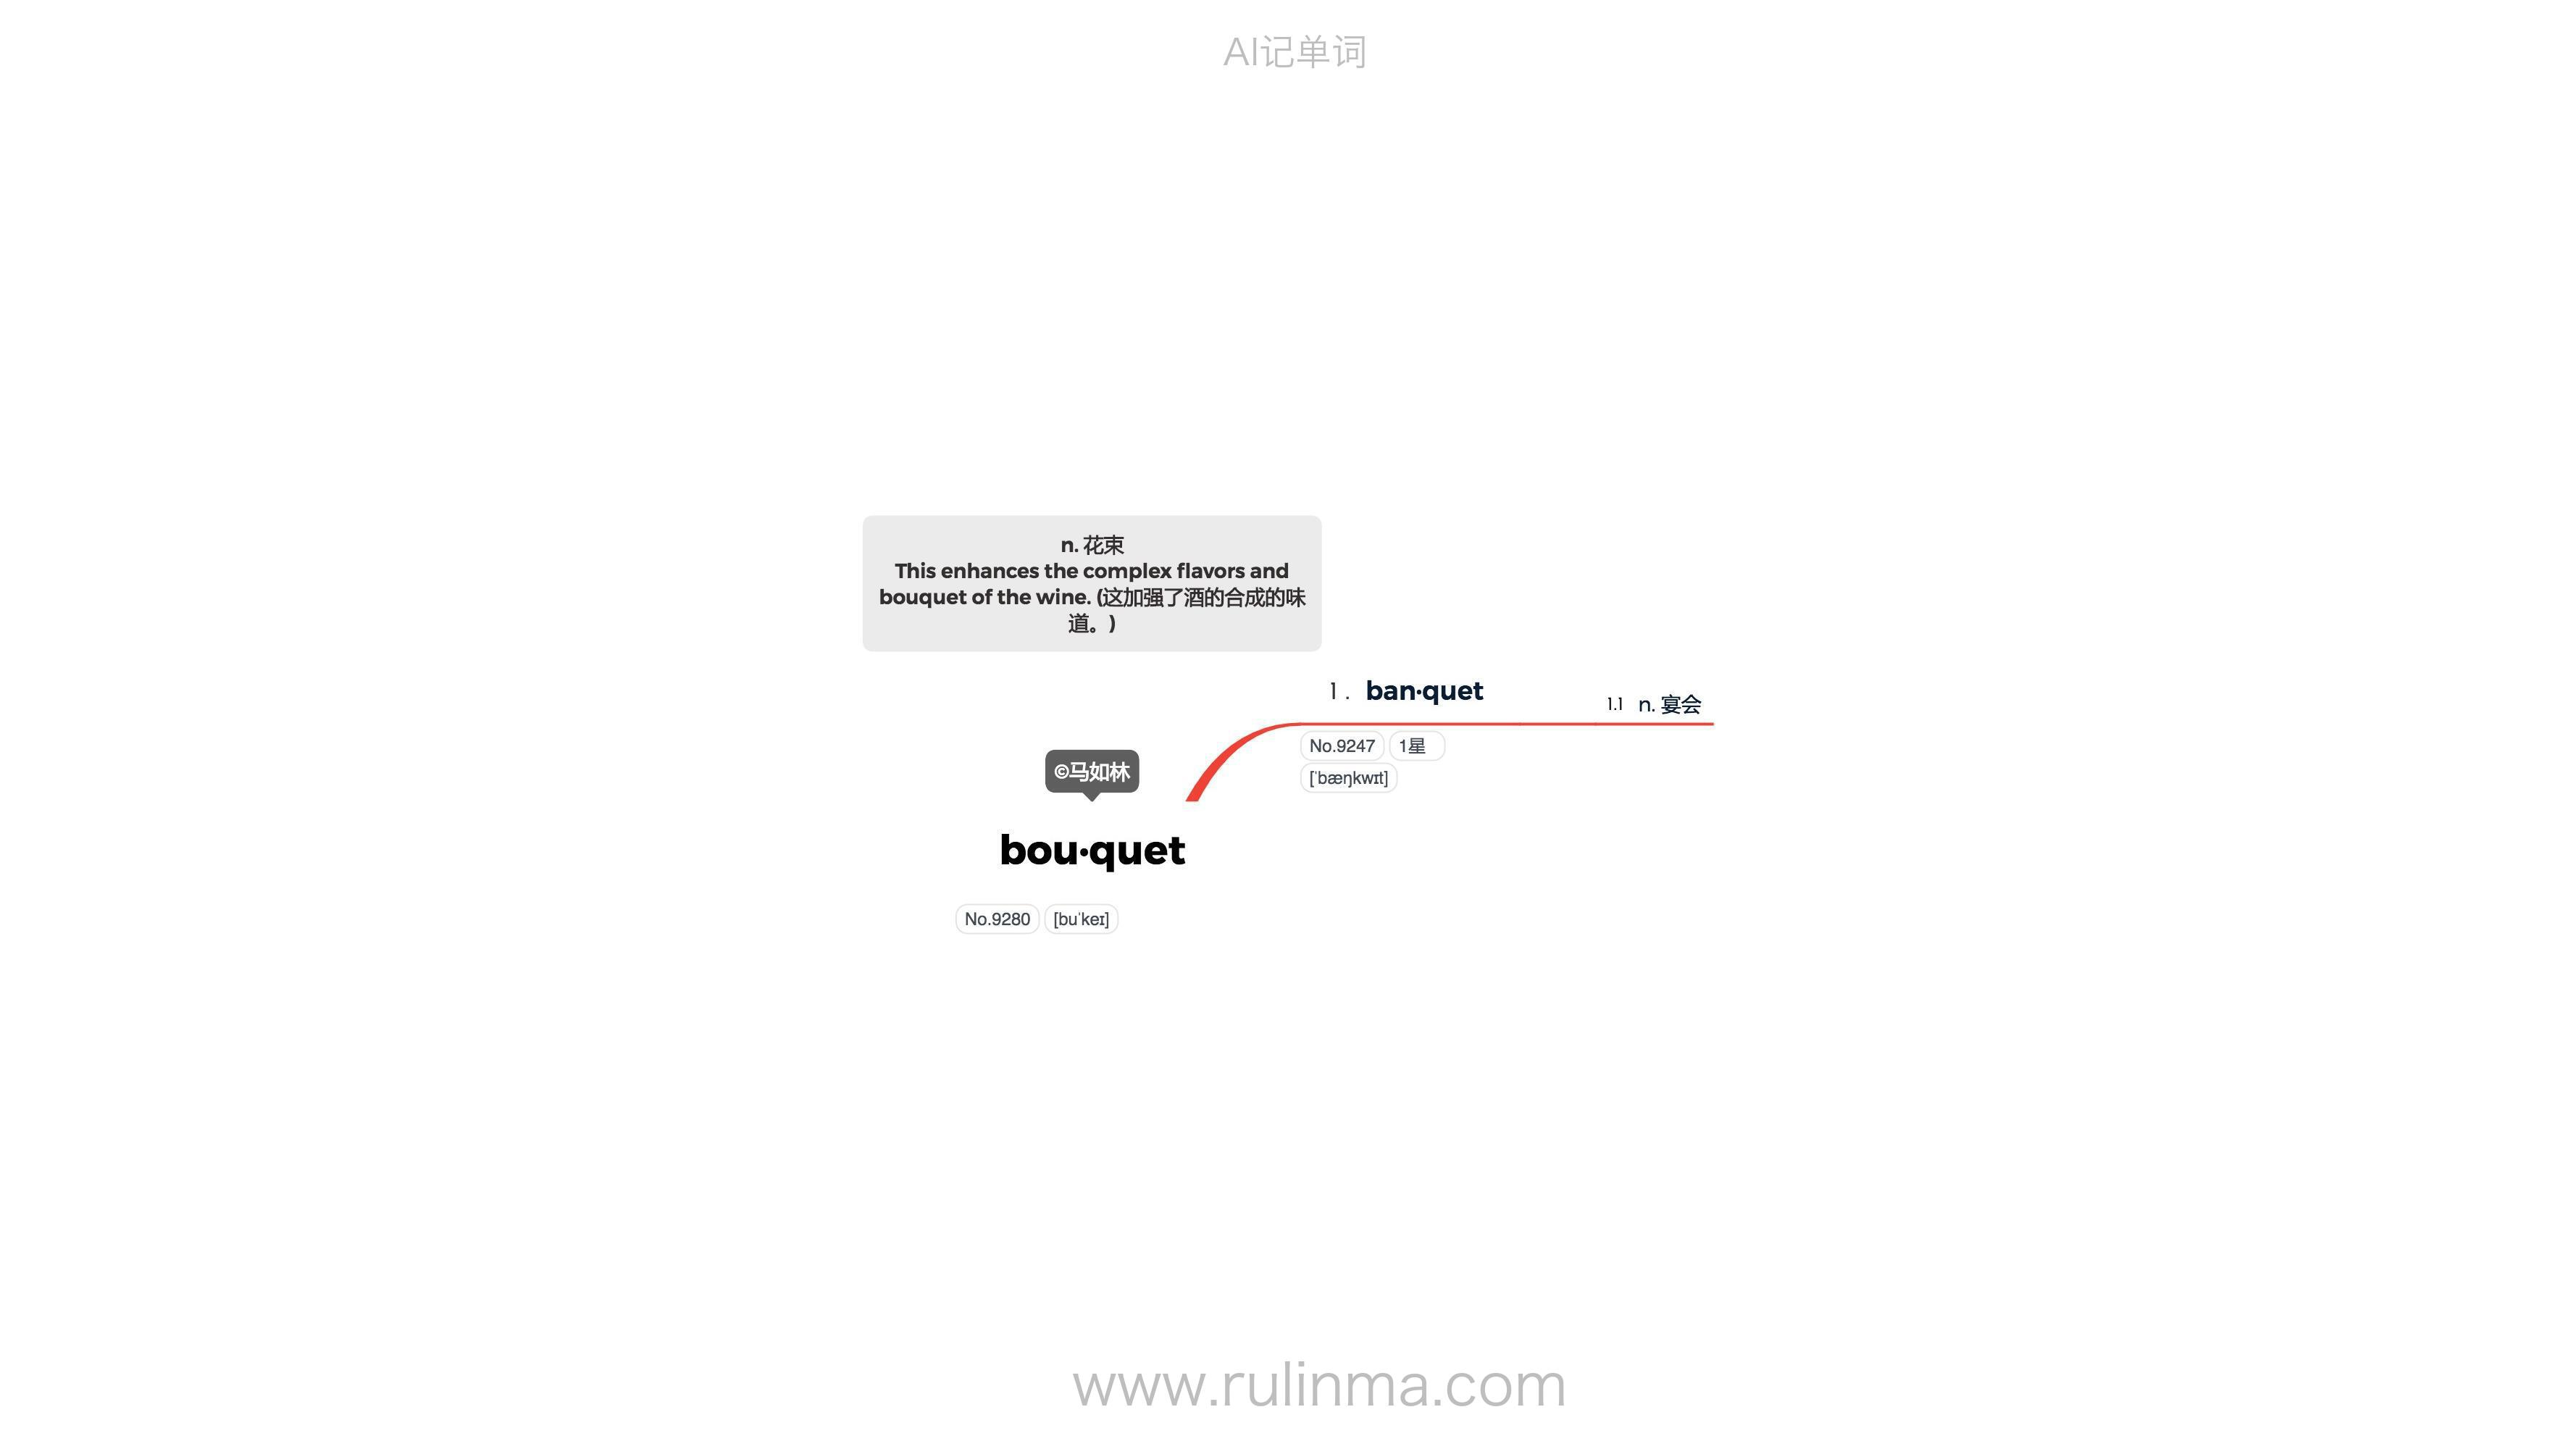 AI记单词
n. 花束
This enhances the complex flavors and
bouquet of the wine. (这加强了酒的合成的味
道。)
1 . ban·quet
1.1 n. 宴会
No.9247 1星
[ˈbæŋkwɪt]
©马如林
bou·quet
No.9280 [buˈkeɪ]
www.rulinma.com